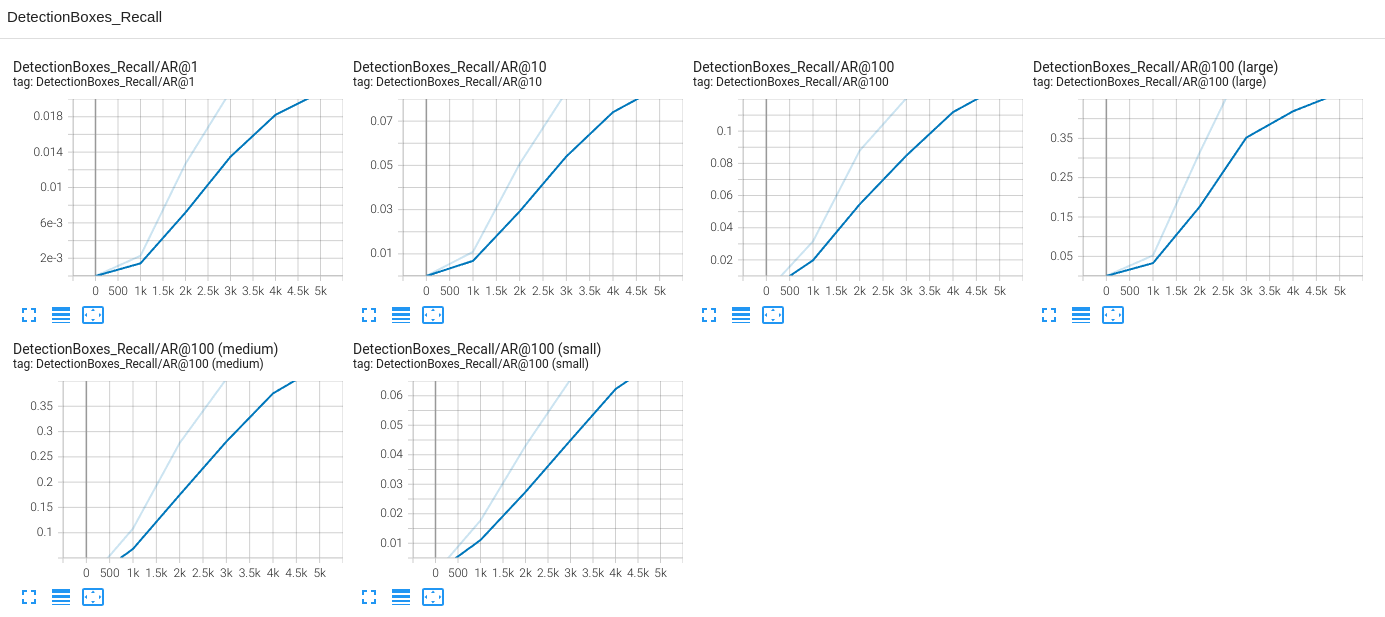 DetectionBoxes_Recall
DetectionBoxes_Recall/AR@1
tag: DetectionBoxes_Recall/AR@1
0.018
0.014
0.01
6e-3
2e-3
0 500 1k 1.5k 2k 2.5k 3k 3.5k 4k 4.5k 5k
DetectionBoxes_Recall/AR@10
tag: DetectionBoxes_Recall/AR@10
0.07
0.05
0.03
0.01
0 500 1k 1.5k 2k 2.5k 3k 3.5k 4k 4.5k 5k
DetectionBoxes_Recall/AR@100
tag: DetectionBoxes_Recall/AR@100
0.1
0.08
0.06
0.04
0.02
0 500 1k 1.5k 2k 2.5k 3k 3.5k 4k 4.5k 5k
DetectionBoxes_Recall/AR@100 (large)
tag: DetectionBoxes_Recall/AR@100 (large)
0.35
0.25
0.15
0.05
0 500 1k 1.5k 2k 2.5k 3k 3.5k 4k 4.5k 5k
DetectionBoxes_Recall/AR@100 (medium)
tag: DetectionBoxes_Recall/AR@100 (medium)
0.35
0.3
0.25
0.2
0.15
0.1
0 500 1k 1.5k 2k 2.5k 3k 3.5k 4k 4.5k 5k
DetectionBoxes_Recall/AR@100 (small)
tag: DetectionBoxes_Recall/AR@100 (small)
0.06
0.05
0.04
0.03
0.02
0.01
0 500 1k 1.5k 2k 2.5k 3k 3.5k 4k 4.5k 5k